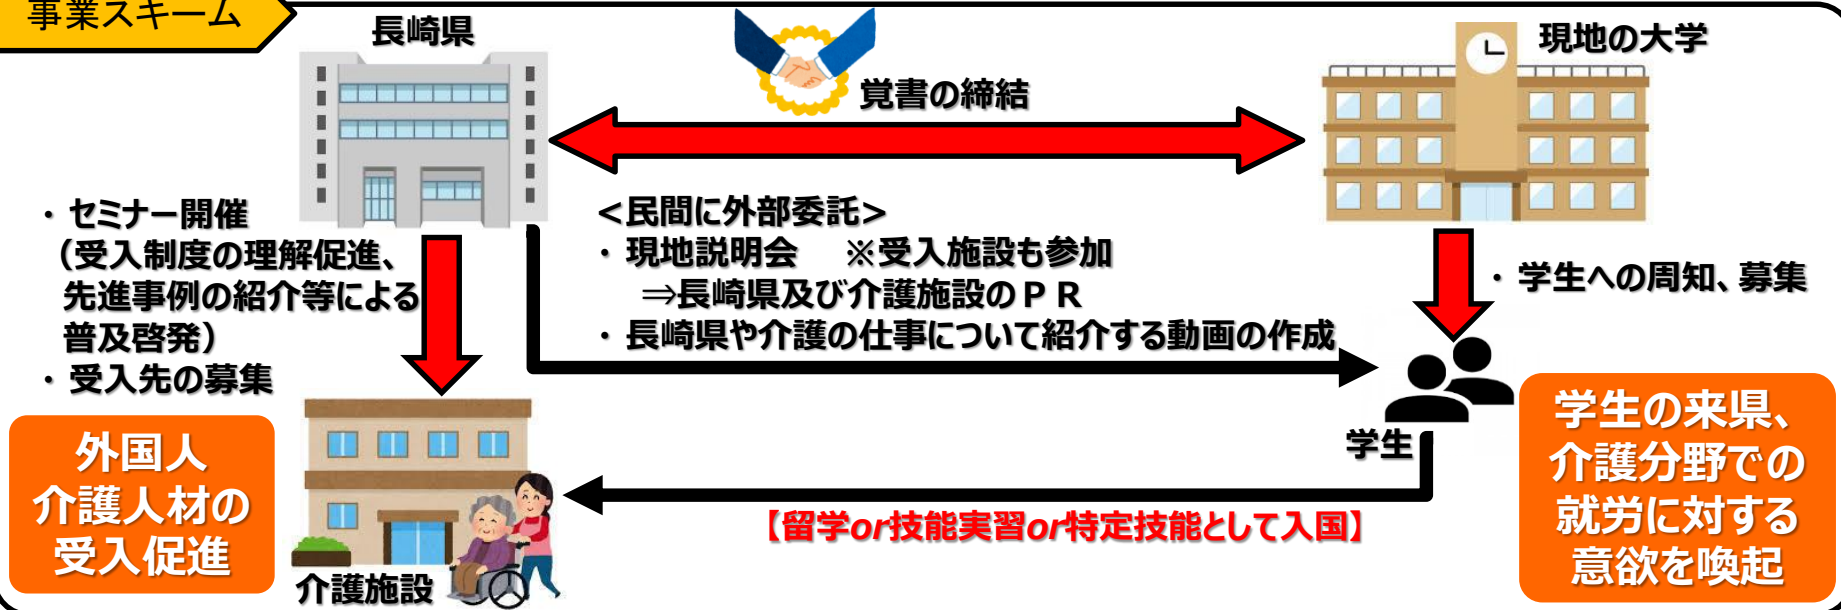 事業スキーム
長崎県
覚書の締結
現地の大学
・セミナー開催
（受入制度の理解促進、
先進事例の紹介等による
普及啓発）
・受入先の募集
<民間に外部委託>
・現地説明会　※受入施設も参加
⇒長崎県及び介護施設のＰＲ
・長崎県や介護の仕事について紹介する動画の作成
・学生への周知、募集
外国人
介護人材の
受入促進
介護施設
学生
【留学or技能実習or特定技能として入国】
学生の来県、
介護分野での
就労に対する
意欲を喚起